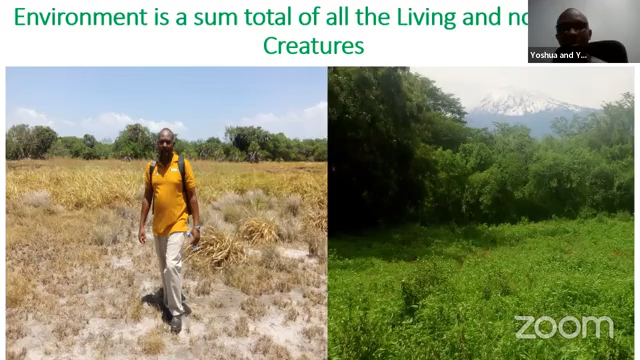 Environment is a sum total of all the Living and no
Creatures
Yoshua and Y...
zoom